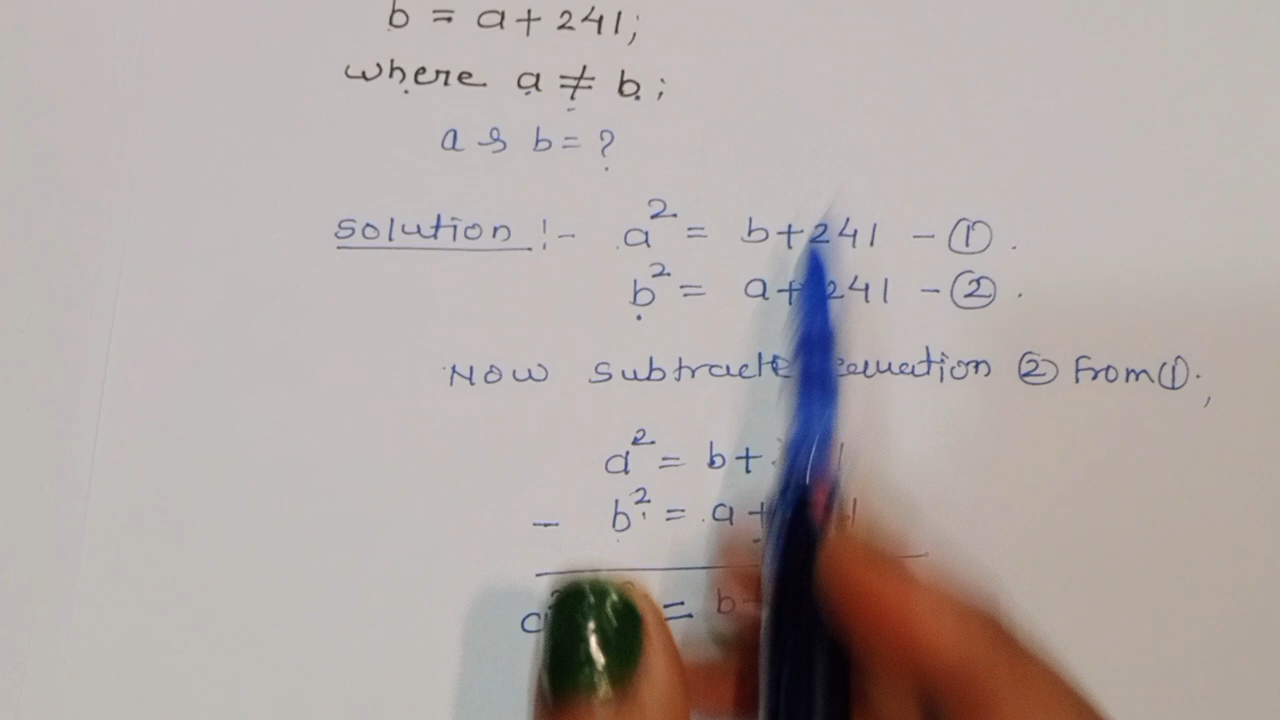 b = a + 241;
where a ≠ b;
a & b = ?
Solution :- a² = b + 241 - ①.
b² = a + 241 - ②.
Now subtract equation ② from ①.,
a² = b +
- b² = a +
= b -